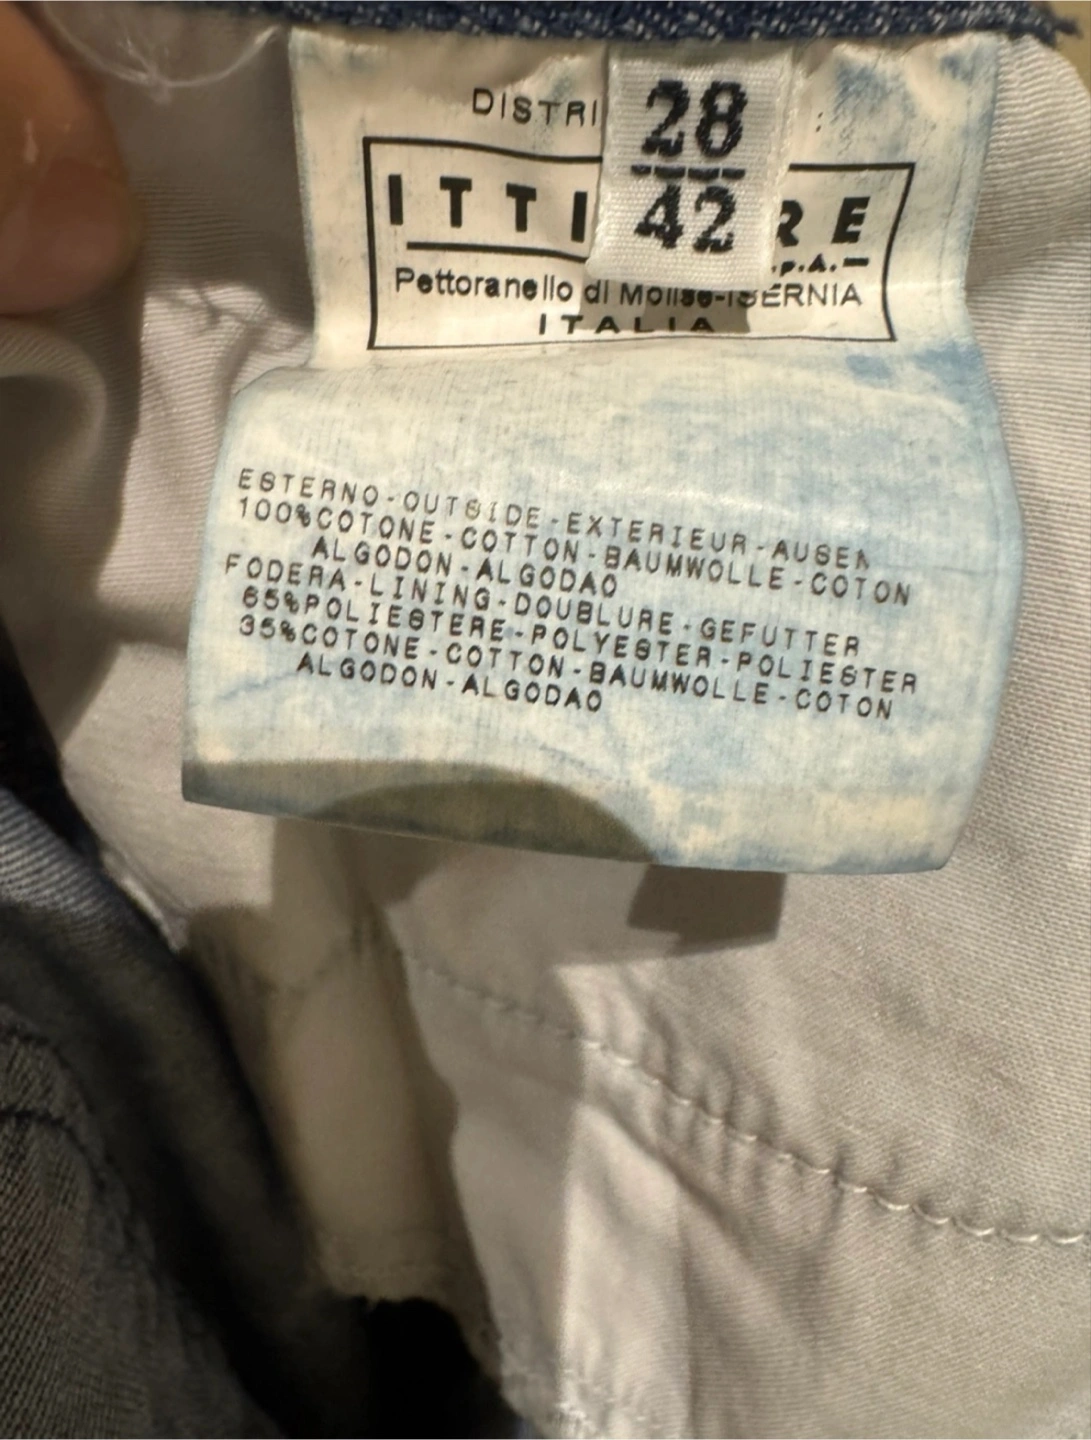 28
42
DISTRI
ITTI RE
.p.A.
Pettoranello di Molise-ISERNIA
ITALIA
ESTERNO-OUTSIDE-EXTERIEUR-AUSEN
100%COTONE-COTTON-BAUMWOLLE-COTON
ALGODON-ALGODAO
FODERA-LINING-DOUBLURE-GEFUTTER
65%POLIESTERE-POLYESTER-POLIESTER
35%COTONE-COTTON-BAUMWOLLE-COTON
ALGODON-ALGODAO